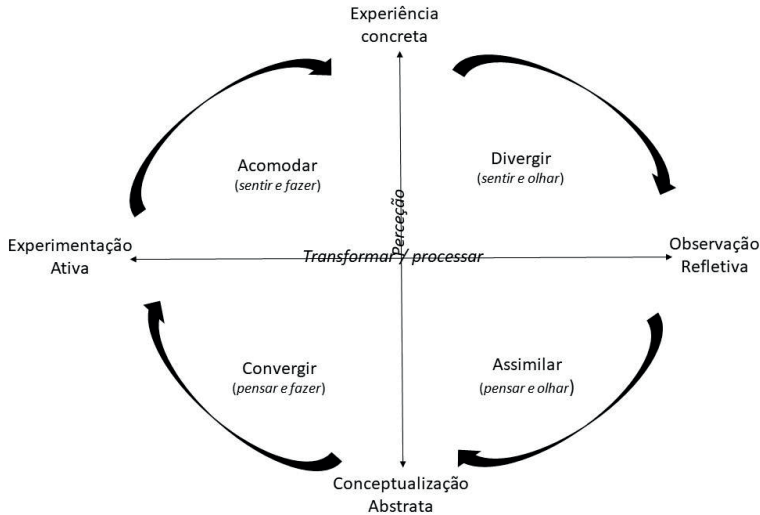 Experiência
concreta
Acomodar
(sentir e fazer)
Divergir
(sentir e olhar)
Perceção
Experimentação
Ativa
Transformar / processar
Observação
Refletiva
Convergir
(pensar e fazer)
Assimilar
(pensar e olhar)
Conceptualização
Abstrata